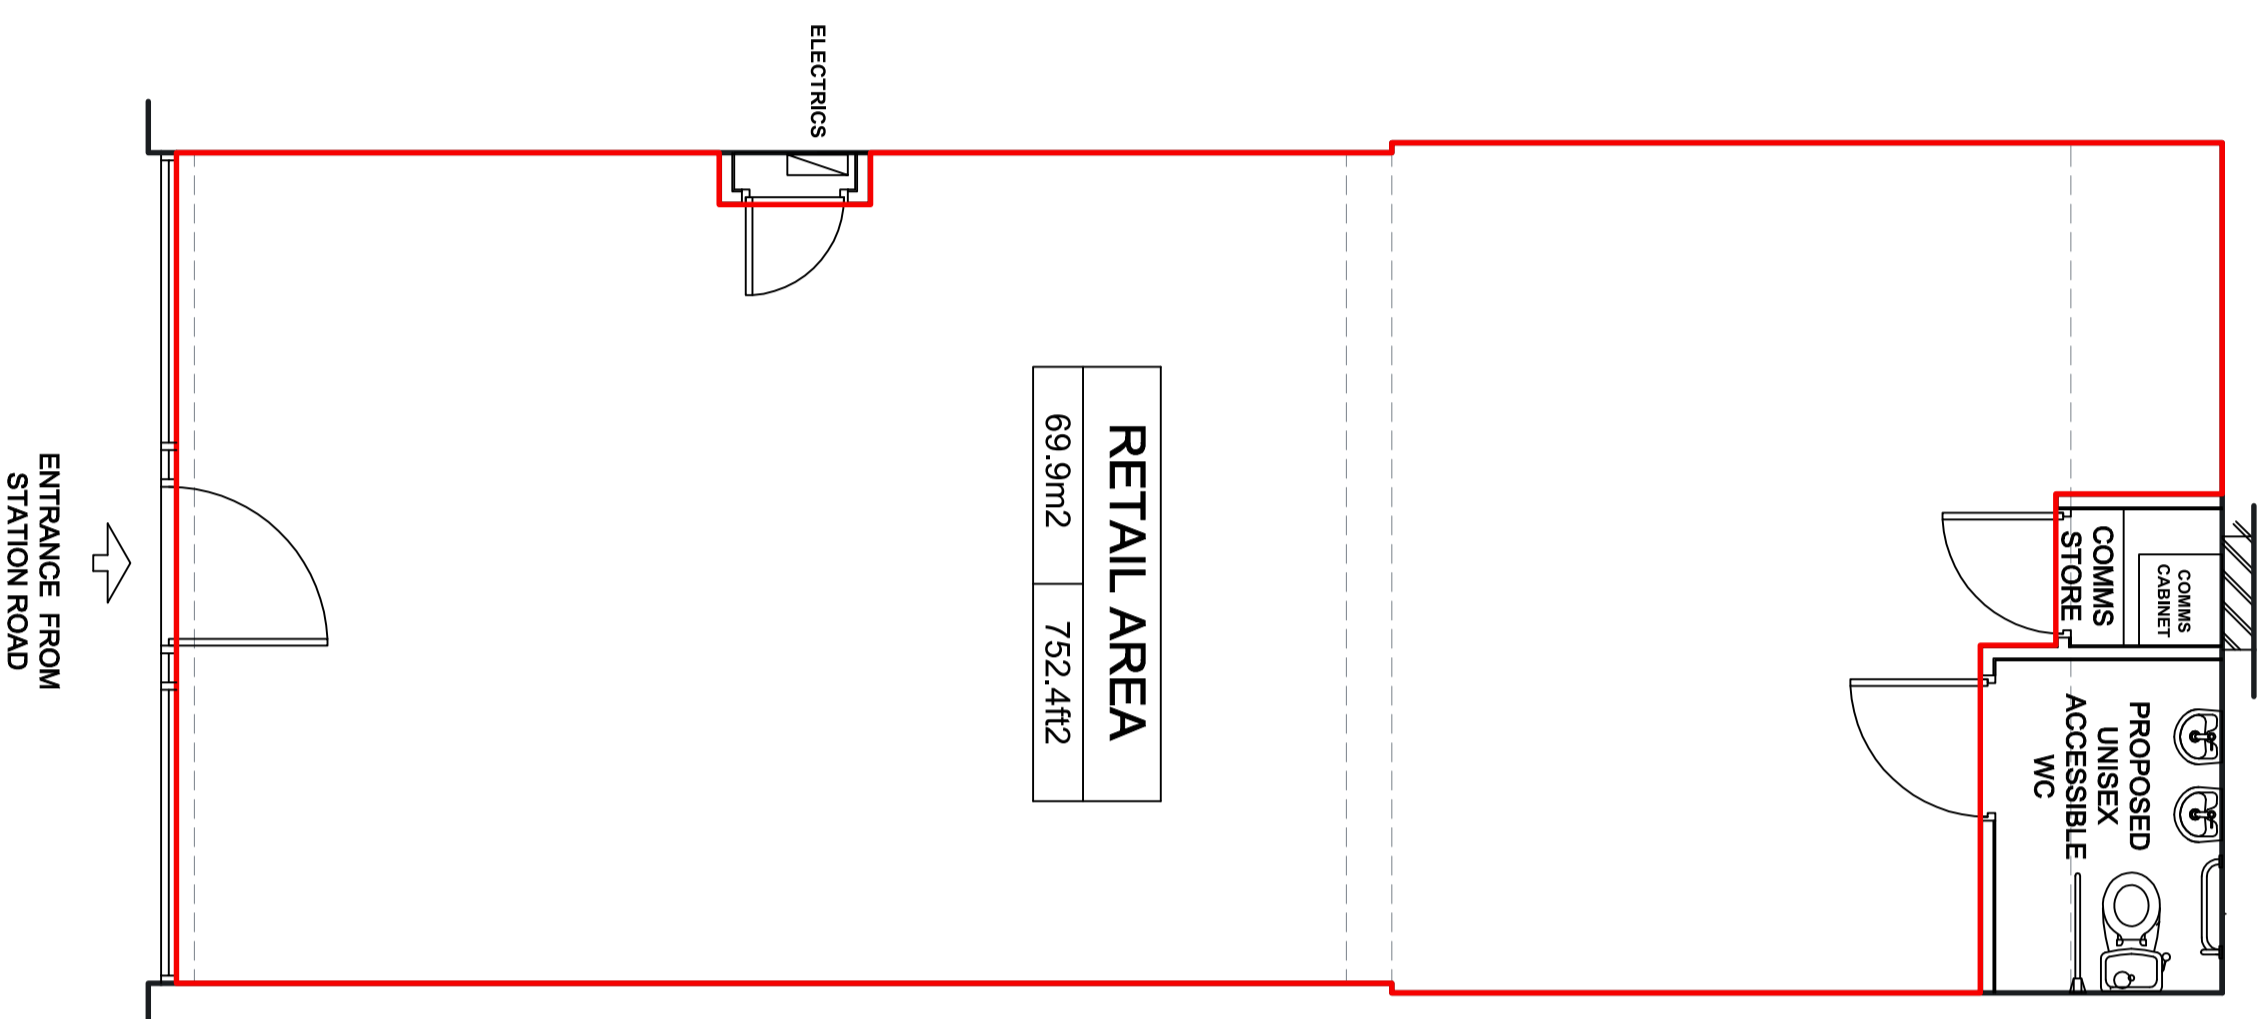 ELECTRICS
ENTRANCE FROM
STATION ROAD
RETAIL AREA
69.9m2 752.4ft2
COMMS
STORE
COMMS
CABINET
PROPOSED
UNISEX
ACCESSIBLE
WC